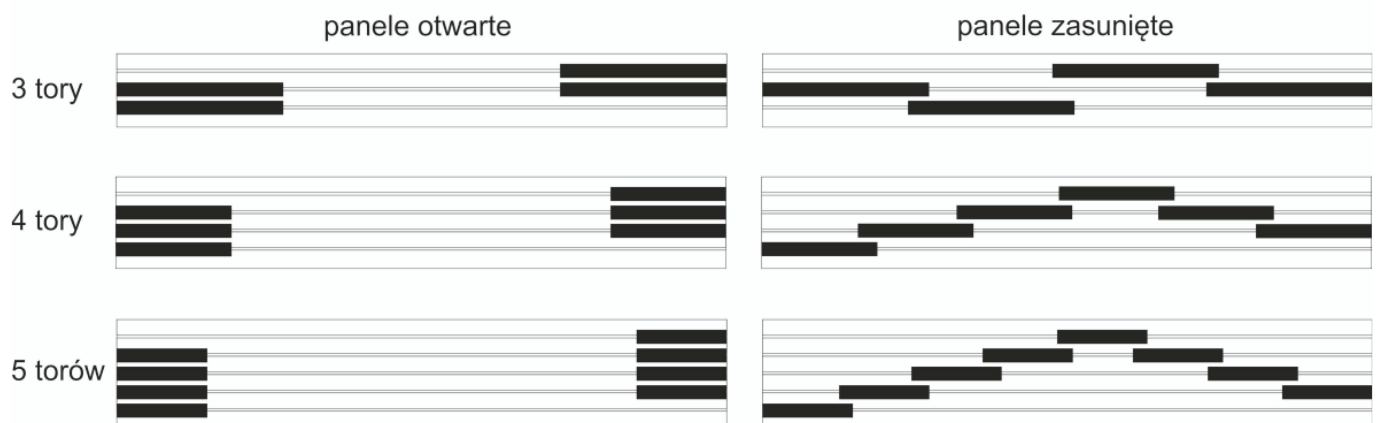 panele otwarte
panele zasunięte
3 tory
4 tory
5 torów